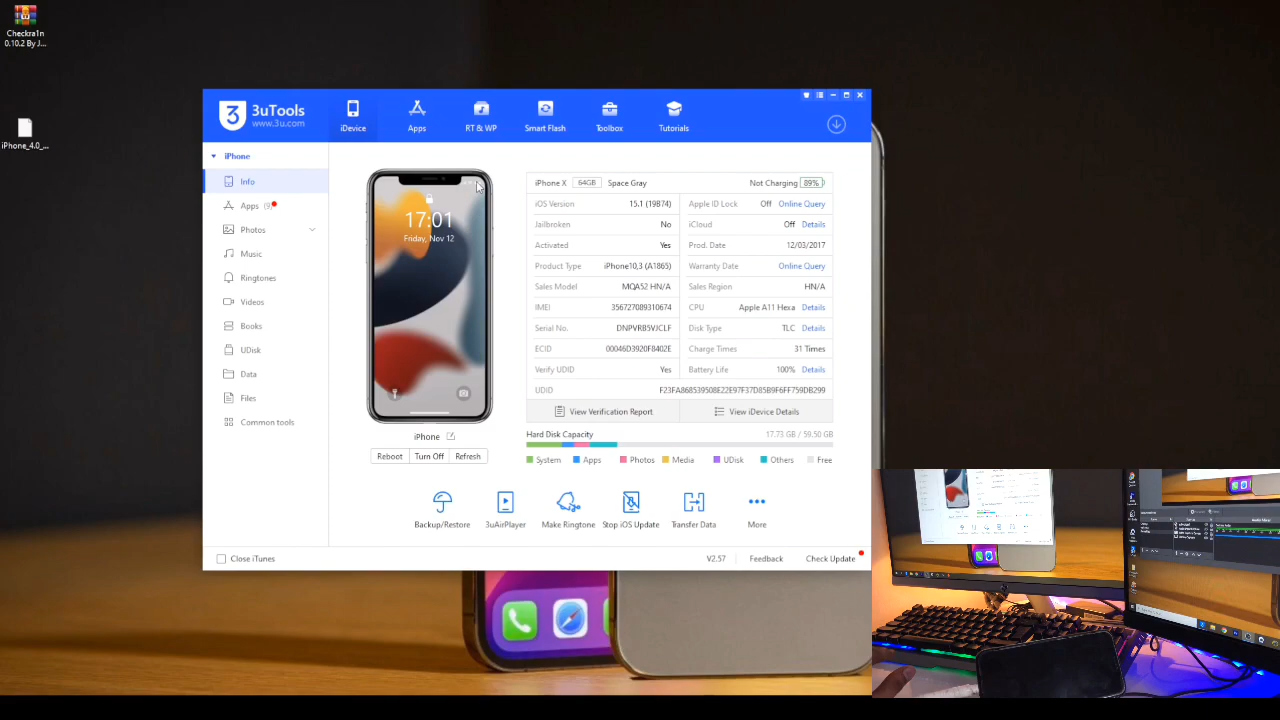 Checkra1n
0.10.2 By J...
iPhone_4.0_...
3 3uTools
www.3u.com
iDevice
Apps
RT & WP
Smart Flash
Toolbox
Tutorials
iPhone
Info
Apps (9)
Photos
Music
Ringtones
Videos
Books
UDisk
Data
Files
Common tools
17:01
Friday, Nov 12
iPhone
Reboot Turn Off Refresh
iPhone X 64GB Space Gray Not Charging 89%
iOS Version 15.1 (19B74) Apple ID Lock Off Online Query
Jailbroken No iCloud Off Details
Activated Yes Prod. Date 12/03/2017
Product Type iPhone10,3 (A1865) Warranty Date Online Query
Sales Model MQA52 HN/A Sales Region HN/A
IMEI 356727089310674 CPU Apple A11 Hexa Details
Serial No. DNPVRB5VJCLF Disk Type TLC Details
ECID 00046D3920F8402E Charge Times 31 Times
Verify UDID Yes Battery Life 100% Details
UDID F23FA868539508E22E97F37D85B9F6FF759DB299
View Verification Report View iDevice Details
Hard Disk Capacity 17.73 GB / 59.50 GB
System Apps Photos Media UDisk Others Free
Backup/Restore 3uAirPlayer Make Ringtone Stop iOS Update Transfer Data More
Close iTunes V2.57 Feedback Check Update